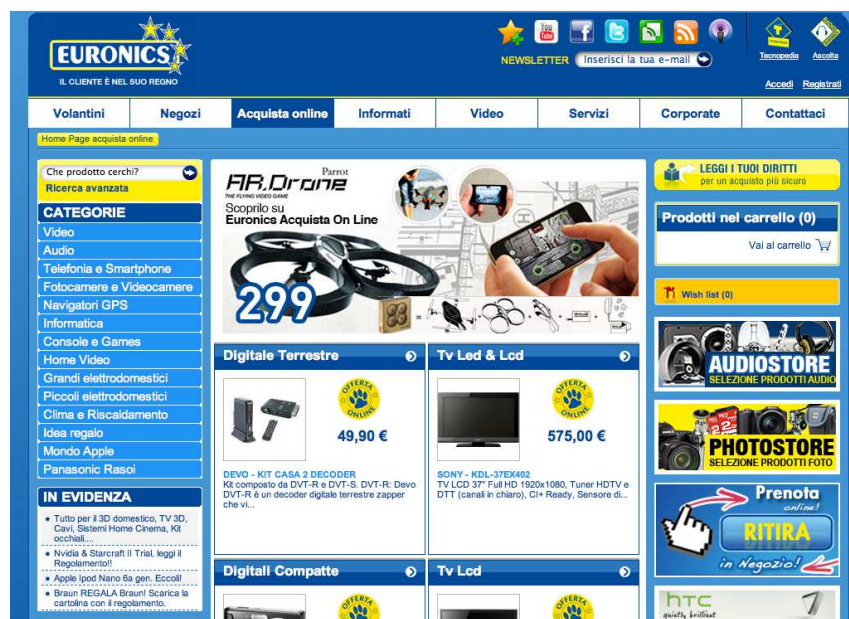 EURONICS
IL CLIENTE È NEL SUO REGNO
You
Tube
NEWSLETTER Inserisci la tua e-mail
Tecnopedia
Ascolta
Accedi Registrati
Volantini Negozi Acquista online Informati Video Servizi Corporate Contattaci
Home Page acquista online
Che prodotto cerchi?
Ricerca avanzata
CATEGORIE
Video
Audio
Telefonia e Smartphone
Fotocamere e Videocamere
Navigatori GPS
Informatica
Console e Games
Home Video
Grandi elettrodomestici
Piccoli elettrodomestici
Clima e Riscaldamento
Idea regalo
Mondo Apple
Panasonic Rasoi
IN EVIDENZA
Tutto per il 3D domestico, TV 3D,
Cavi, Sistemi Home Cinema, Kit
occhiali....
Nvidia & Starcraft II Trial, leggi il
Regolamento!!
Apple Ipod Nano 6a gen. Eccoli!
Braun REGALA Braun! Scarica la
cartolina con il regolamento.
Parrot
AR.Drone
THE FLYING VIDEO GAME
Scoprilo su
Euronics Acquista On Line
299
Digitale Terrestre
OFFERTA
ONLINE
49,90 €
DEVO - KIT CASA 2 DECODER
Kit composto da DVT-R e DVT-S. DVT-R: Devo
DVT-R è un decoder digitale terrestre zapper
che vi...
Tv Led & Lcd
OFFERTA
ONLINE
575,00 €
SONY - KDL-37EX402
TV LCD 37" Full HD 1920x1080, Tuner HDTV e
DTT (canali in chiaro), CI+ Ready, Sensore di...
Digitali Compatte
OFFERTA
Tv Lcd
OFFERTA
LEGGI I TUOI DIRITTI
per un acquisto più sicuro
Prodotti nel carrello (0)
Vai al carrello
Wish list (0)
AUDIOSTORE
SELEZIONE PRODOTTI AUDIO
PHOTOSTORE
SELEZIONE PRODOTTI FOTO
Prenota
online!
RITIRA
in Negozio!
hTC
quietly brilliant